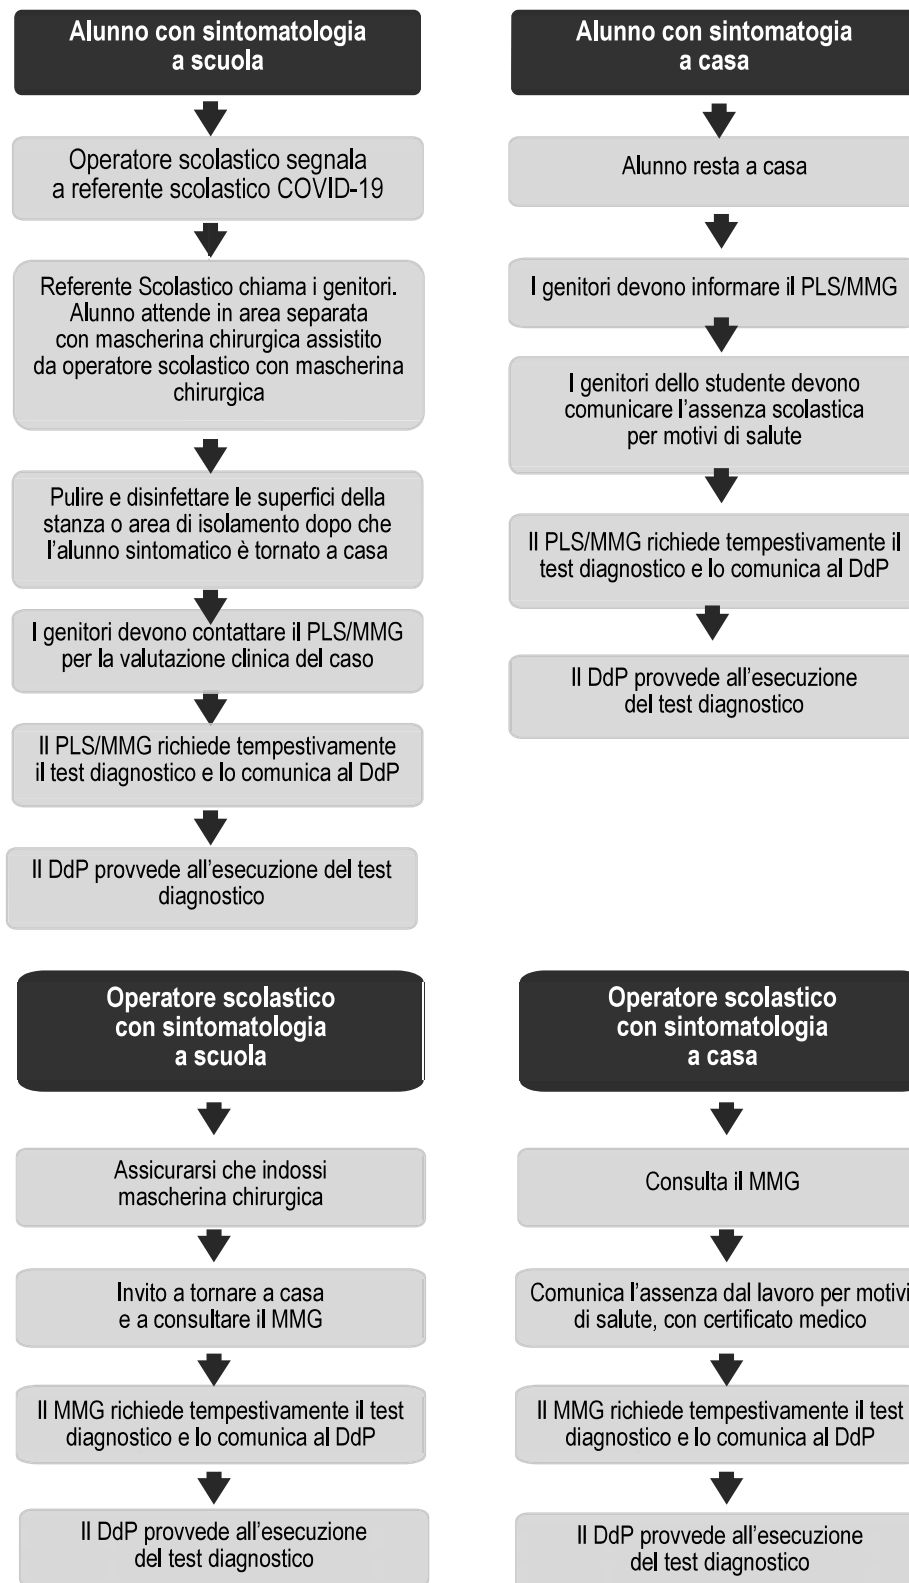 Alunno con sintomatologia
a scuola
Operatore scolastico segnala
a referente scolastico COVID-19
Referente Scolastico chiama i genitori.
Alunno attende in area separata
con mascherina chirurgica assistito
da operatore scolastico con mascherina
chirurgica
Pulire e disinfettare le superfici della
stanza o area di isolamento dopo che
l’alunno sintomatico è tornato a casa
I genitori devono contattare il PLS/MMG
per la valutazione clinica del caso
Il PLS/MMG richiede tempestivamente
il test diagnostico e lo comunica al DdP
Il DdP provvede all’esecuzione del test
diagnostico
Alunno con sintomatogia
a casa
Alunno resta a casa
I genitori devono informare il PLS/MMG
I genitori dello studente devono
comunicare l’assenza scolastica
per motivi di salute
Il PLS/MMG richiede tempestivamente il
test diagnostico e lo comunica al DdP
Il DdP provvede all’esecuzione
del test diagnostico
Operatore scolastico
con sintomatologia
a scuola
Assicurarsi che indossi
mascherina chirurgica
Invito a tornare a casa
e a consultare il MMG
Il MMG richiede tempestivamente il test
diagnostico e lo comunica al DdP
Il DdP provvede all’esecuzione
del test diagnostico
Operatore scolastico
con sintomatologia
a casa
Consulta il MMG
Comunica l’assenza dal lavoro per motivi
di salute, con certificato medico
Il MMG richiede tempestivamente il test
diagnostico e lo comunica al DdP
Il DdP provvede all’esecuzione
del test diagnostico